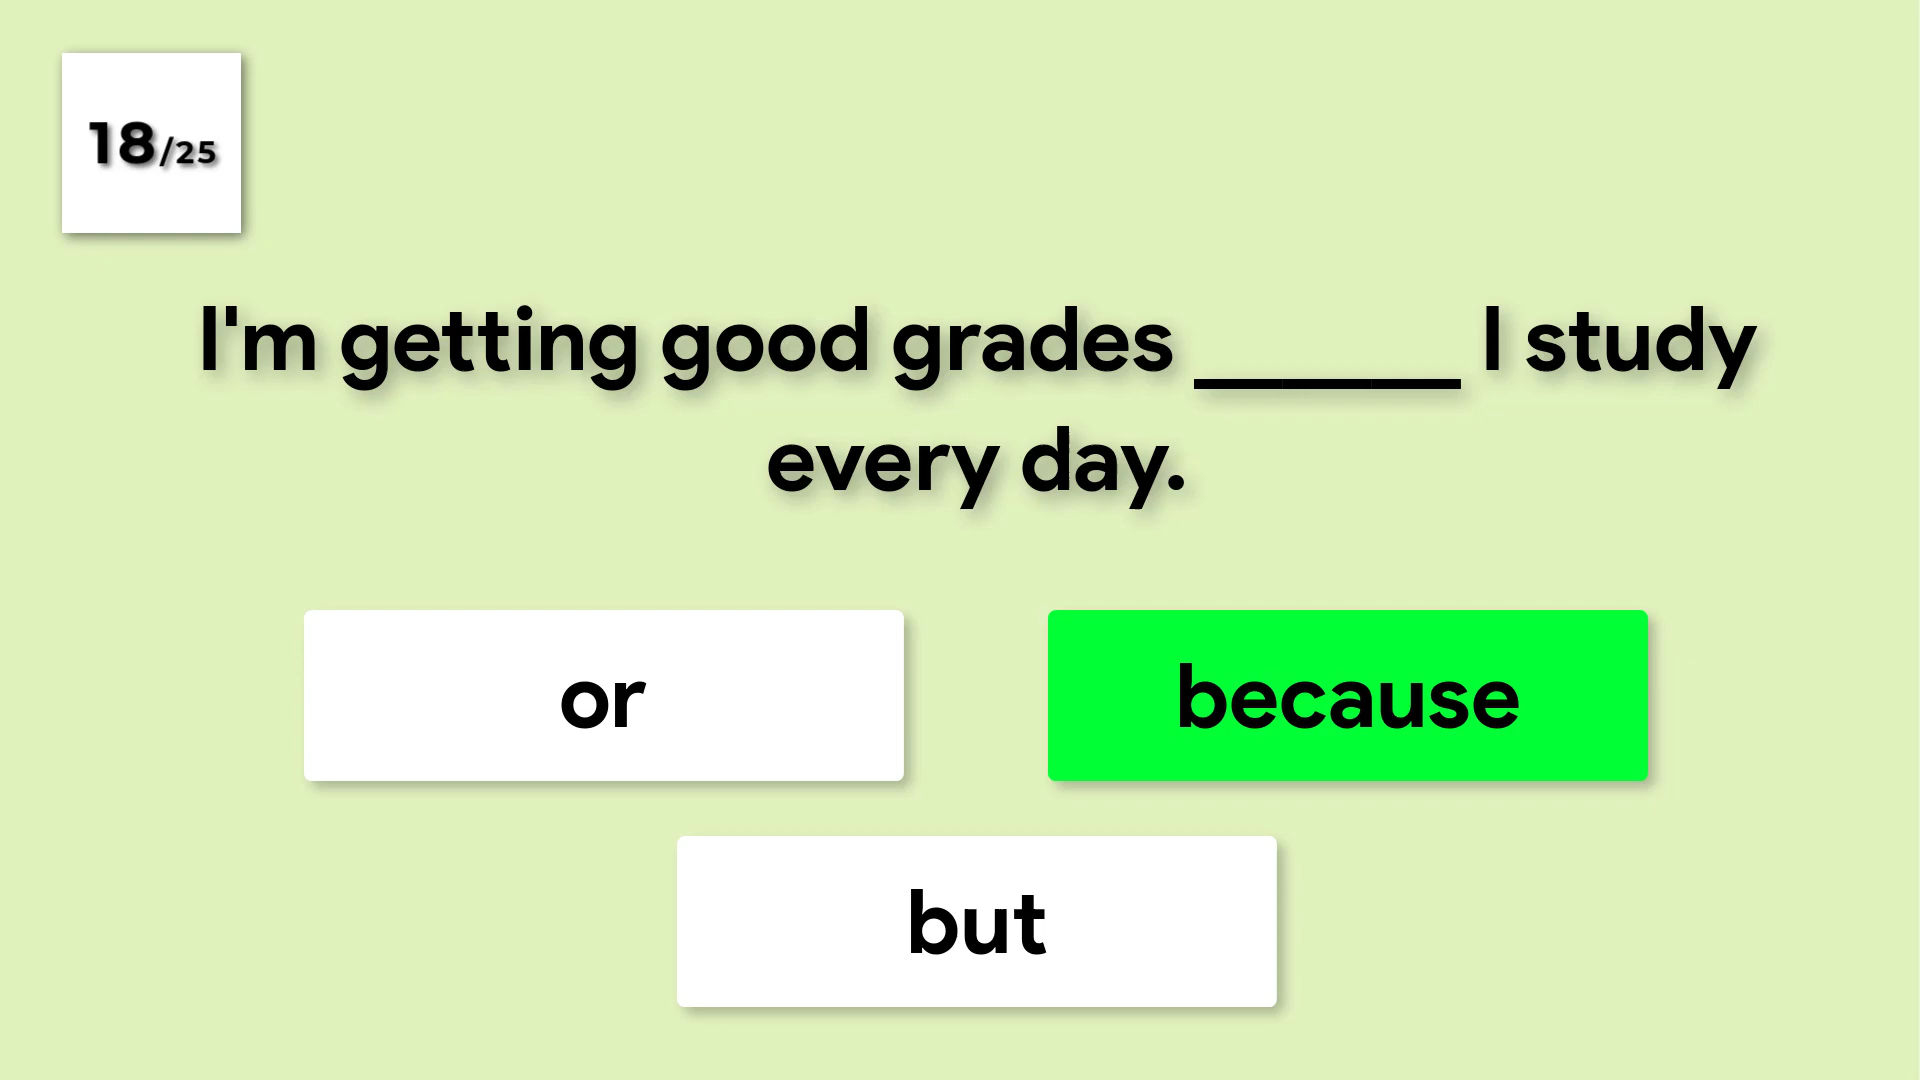 18/25
I'm getting good grades ______ I study
every day.
or
because
but